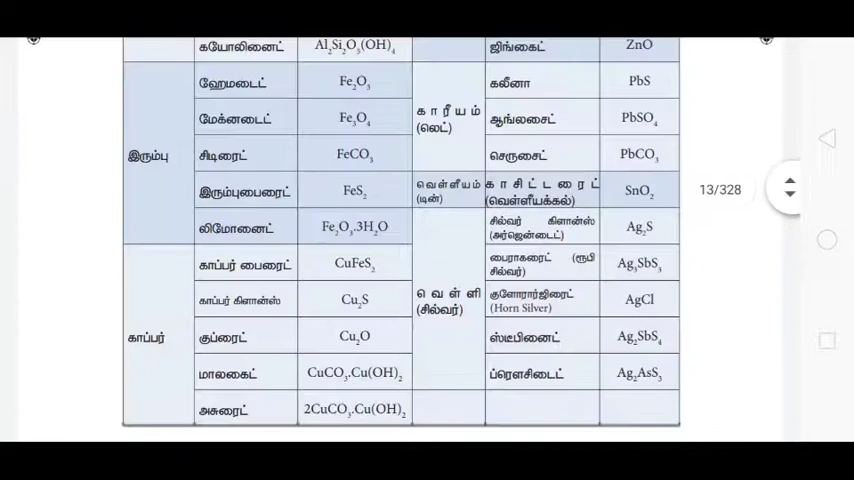 கயோலினைட் Al₂Si₂O₅(OH)₄ ஜிங்கைட் ZnO
இரும்பு
ஹேமடைட் Fe₂O₃
மேக்னடைட் Fe₃O₄
சிடிரைட் FeCO₃
இரும்புபைரைட் FeS₂
லிமோனைட் Fe₂O₃.3H₂O
காப்பர்
காப்பர் பைரைட் CuFeS₂
காப்பர் கிளான்ஸ் Cu₂S
குப்ரைட் Cu₂O
மாலகைட் CuCO₃.Cu(OH)₂
அசுரைட் 2CuCO₃.Cu(OH)₂
காரீயம்
(லெட்)
கலீனா PbS
ஆங்லசைட் PbSO₄
செருசைட் PbCO₃
வெள்ளீயம்
(டின்)
காசிட்டரைட்
(வெள்ளீயக்கல்) SnO₂
வெள்ளி
(சில்வர்)
சில்வர் கிளான்ஸ்
(அர்ஜென்டைட்) Ag₂S
பைராகரைட் (ரூபி
சில்வர்) Ag₃SbS₃
குளோரார்ஜிரைட்
(Horn Silver) AgCl
ஸ்டீபினைட் Ag₂SbS₄
ப்ரௌசிடைட் Ag₂AsS₃
13/328